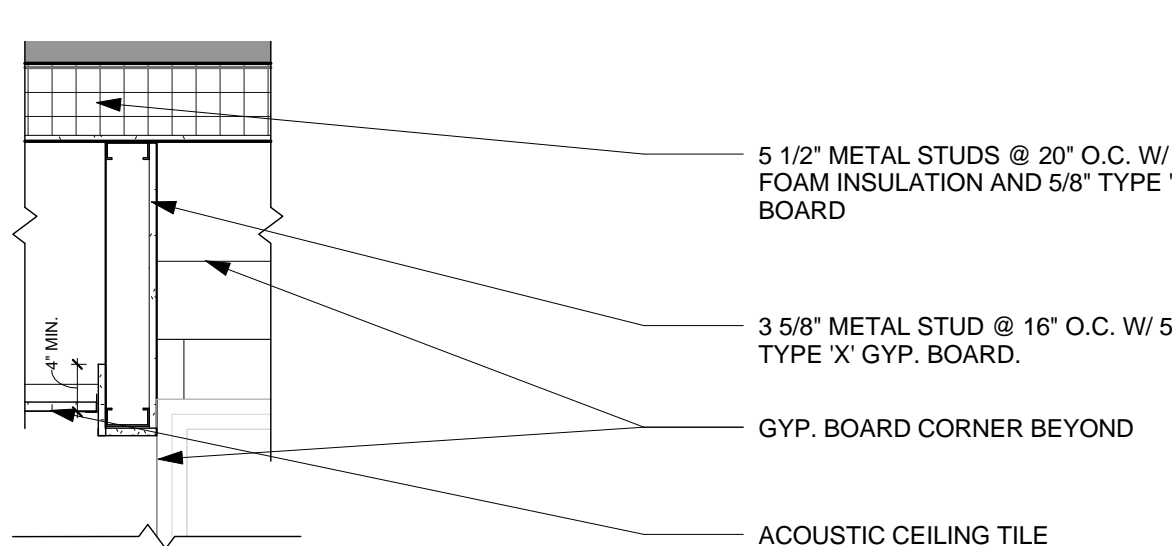 5 1/2" METAL STUDS @ 20" O.C. W/
FOAM INSULATION AND 5/8" TYPE '
BOARD
3 5/8" METAL STUD @ 16" O.C. W/ 5
TYPE 'X' GYP. BOARD.
4" MIN.
GYP. BOARD CORNER BEYOND
ACOUSTIC CEILING TILE